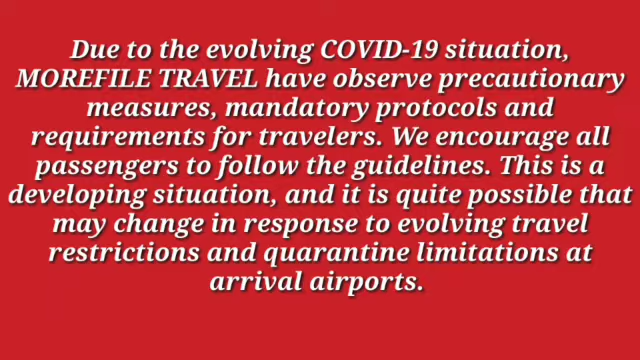 Due to the evolving COVID-19 situation,
MOREFILE TRAVEL have observe precautionary
measures, mandatory protocols and
requirements for travelers. We encourage all
passengers to follow the guidelines. This is a
developing situation, and it is quite possible that
may change in response to evolving travel
restrictions and quarantine limitations at
arrival airports.